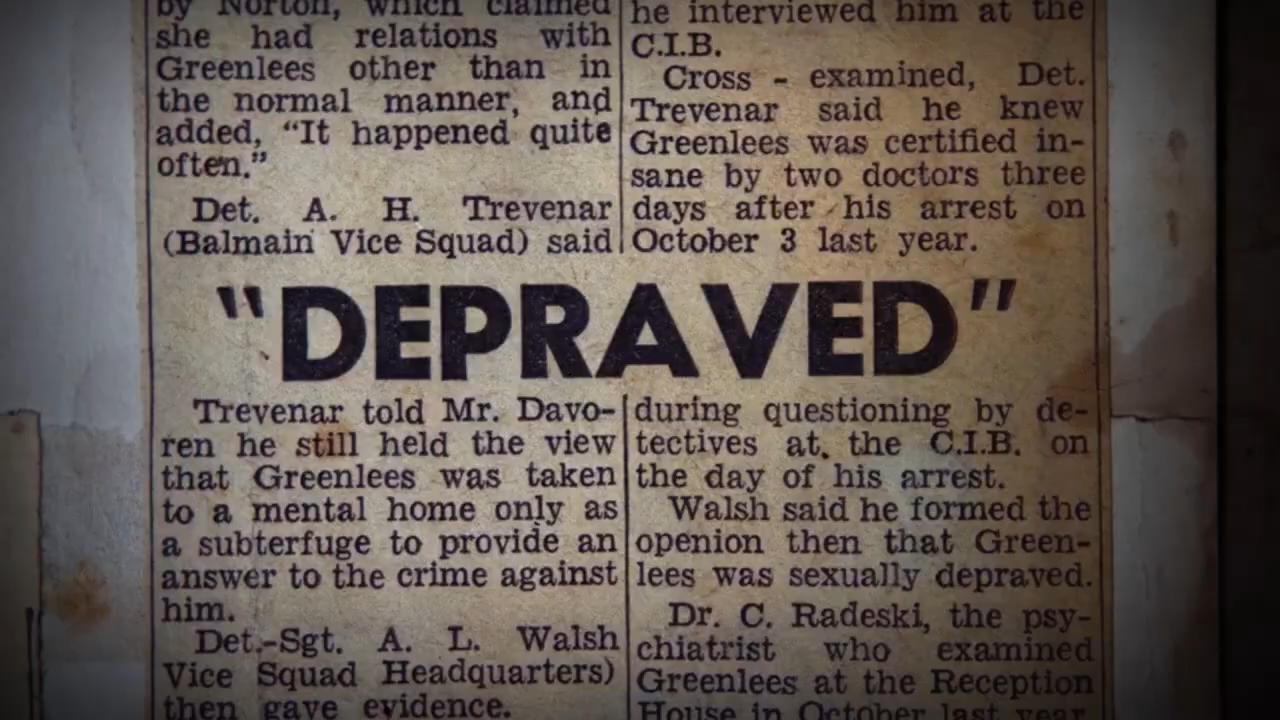 by Norton, which claimed
she had relations with
Greenlees other than in
the normal manner, and
added, “It happened quite
often.”
Det. A. H. Trevenar
(Balmain Vice Squad) said
he interviewed him at the
C.I.B.
Cross - examined, Det.
Trevenar said he knew
Greenlees was certified in-
sane by two doctors three
days after his arrest on
October 3 last year.
"DEPRAVED"
Trevenar told Mr. Davo-
ren he still held the view
that Greenlees was taken
to a mental home only as
a subterfuge to provide an
answer to the crime against
him.
Det.-Sgt. A. L. Walsh
Vice Squad Headquarters)
then gave evidence.
during questioning by de-
tectives at. the C.I.B. on
the day of his arrest.
Walsh said he formed the
openion then that Green-
lees was sexually depraved.
Dr. C. Radeski, the psy-
chiatrist who examined
Greenlees at the Reception
House in October last year,